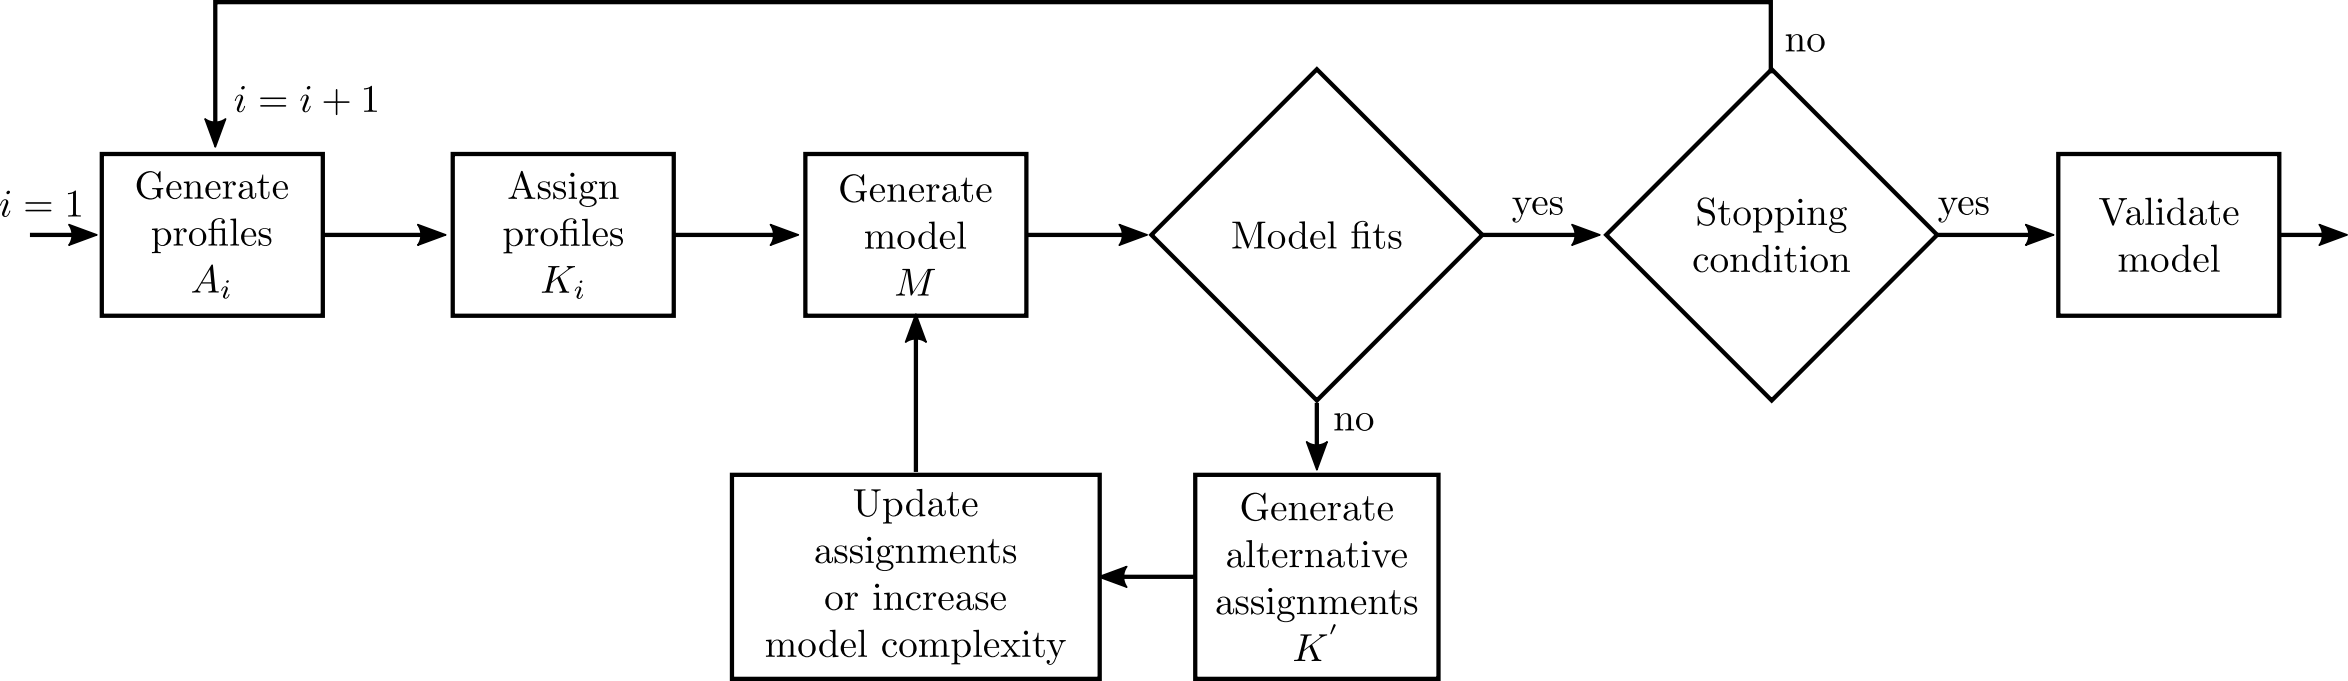 no
i = i + 1
i = 1
Generate
profiles
A_i
Assign
profiles
K_i
Generate
model
M
Model fits
yes
Stopping
condition
yes
Validate
model
no
Update
assignments
or increase
model complexity
Generate
alternative
assignments
K′